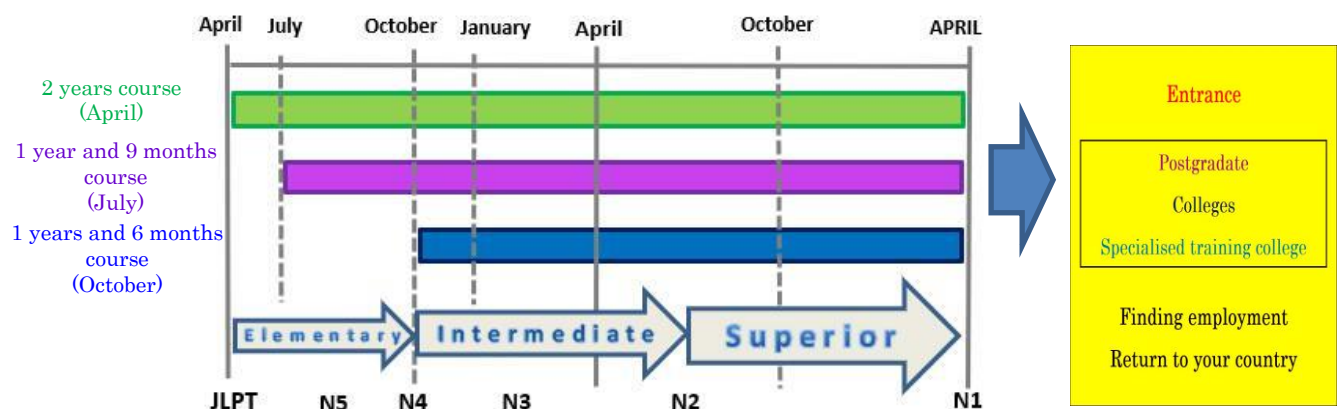 April July October January April October APRIL
2 years course
(April)
1 year and 9 months
course
(July)
1 years and 6 months
course
(October)
Elementary Intermediate Superior
JLPT N5 N4 N3 N2 N1
Entrance
Postgradate
Colleges
Specialised training college
Finding employment
Return to your country